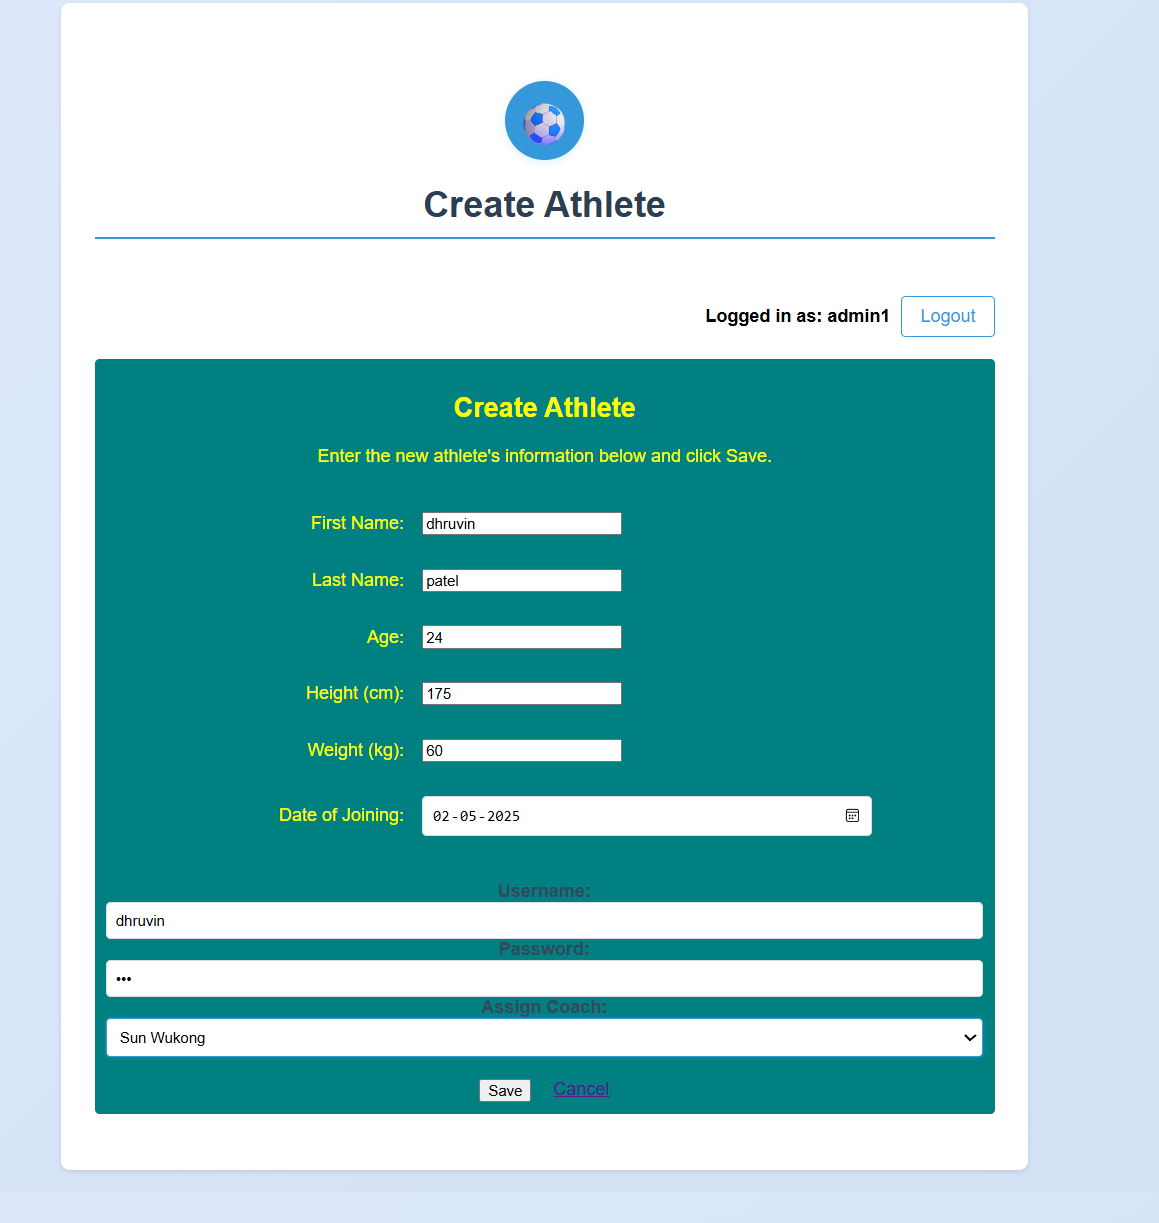 Create Athlete
Logged in as: admin1 Logout
Create Athlete
Enter the new athlete's information below and click Save.
First Name: dhruvin
Last Name: patel
Age: 24
Height (cm): 175
Weight (kg): 60
Date of Joining: 02-05-2025
Username:
dhruvin
Password:
•••
Assign Coach:
Sun Wukong
Save Cancel